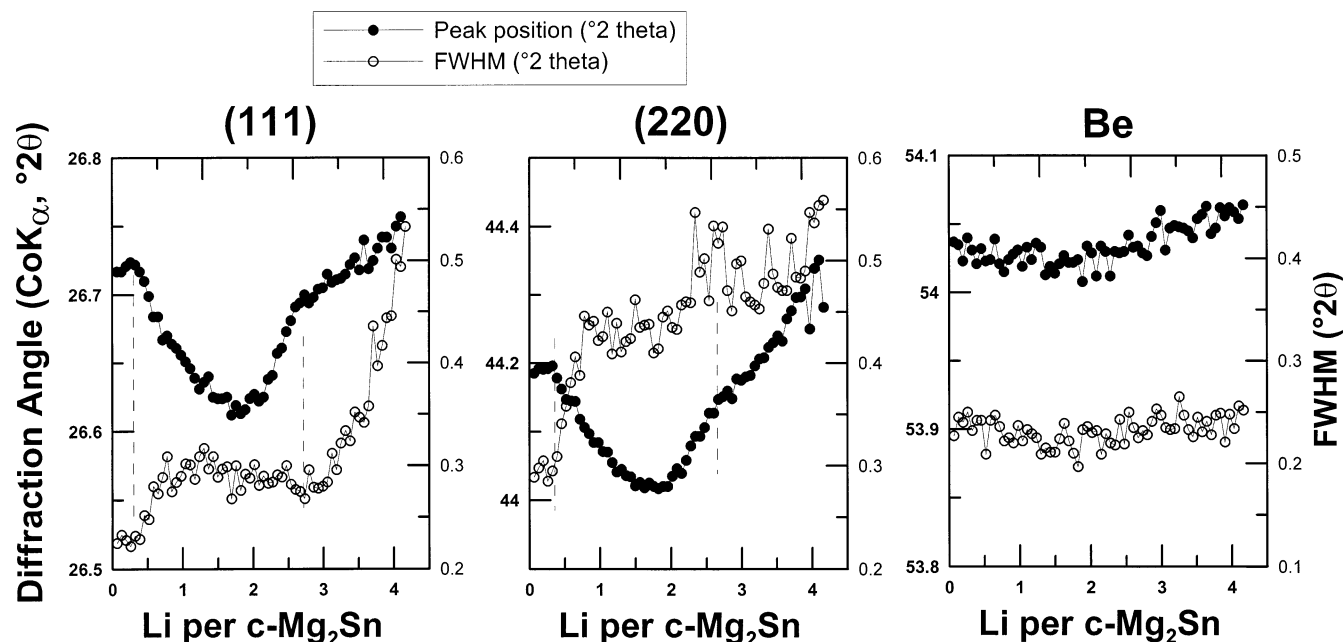 Peak position (°2 theta)
FWHM (°2 theta)
(111)
(220)
Be
Diffraction Angle (CoKα, °2θ)
26.8
26.7
26.6
26.5
0.6
0.5
0.4
0.3
0.2
0 1 2 3 4
Li per c-Mg2Sn
44.4
44.2
44
0.6
0.5
0.4
0.3
0.2
0 1 2 3 4
Li per c-Mg2Sn
54.1
54
53.9
53.8
0.5
0.4
0.3
0.2
0.1
FWHM (°2θ)
0 1 2 3 4
Li per c-Mg2Sn